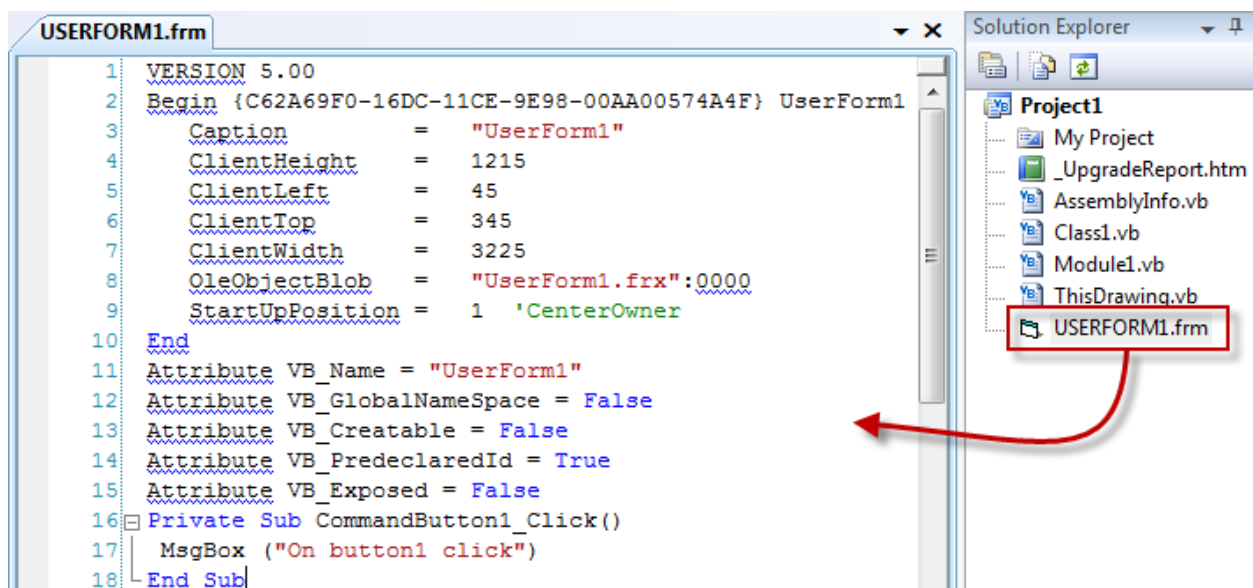 USERFORM1.frm
1 VERSION 5.00
2 Begin {C62A69F0-16DC-11CE-9E98-00AA00574A4F} UserForm1
3 Caption = "UserForm1"
4 ClientHeight = 1215
5 ClientLeft = 45
6 ClientTop = 345
7 ClientWidth = 3225
8 OleObjectBlob = "UserForm1.frx":0000
9 StartUpPosition = 1 'CenterOwner
10 End
11 Attribute VB_Name = "UserForm1"
12 Attribute VB_GlobalNameSpace = False
13 Attribute VB_Creatable = False
14 Attribute VB_PredeclaredId = True
15 Attribute VB_Exposed = False
16 Private Sub CommandButton1_Click()
17 MsgBox ("On button1 click")
18 End Sub
Solution Explorer
Project1
My Project
_UpgradeReport.htm
AssemblyInfo.vb
Class1.vb
Module1.vb
ThisDrawing.vb
USERFORM1.frm